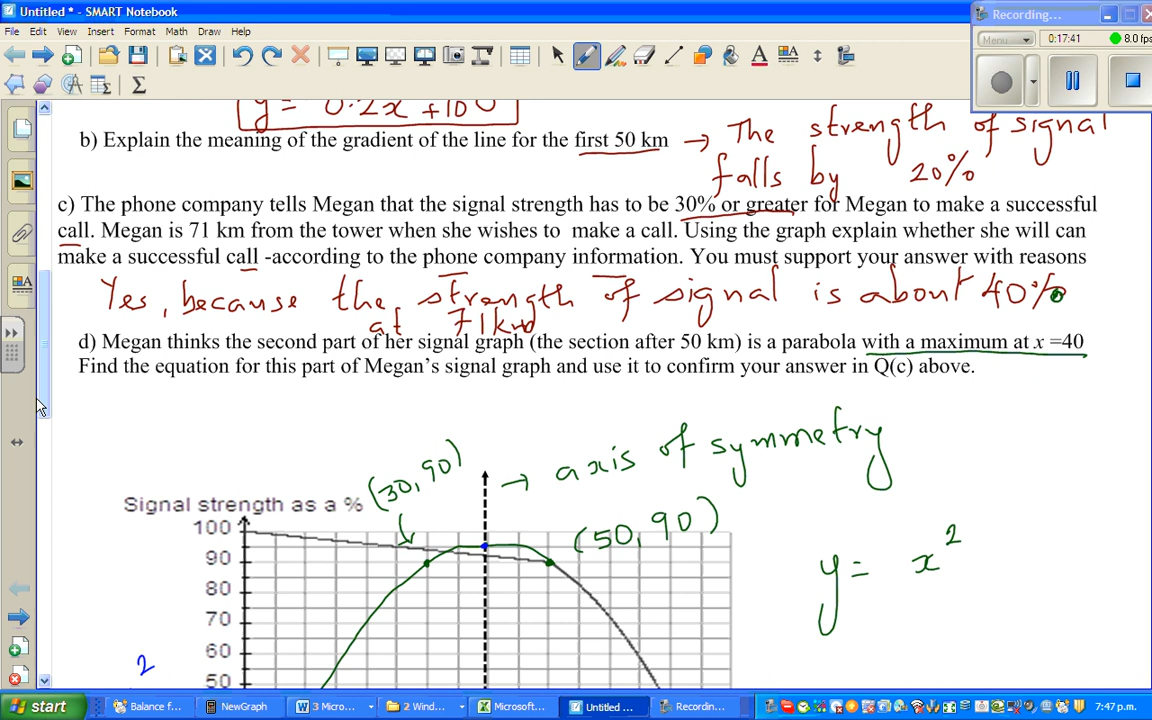 Untitled * - SMART Notebook
Recording...
File Edit View Insert Format Math Draw Help
Menu 0:17:41 8.0 fps
y = 0.2x +100
b) Explain the meaning of the gradient of the line for the first 50 km → The strength of signal
falls by 20%
c) The phone company tells Megan that the signal strength has to be 30% or greater for Megan to make a successful
call. Megan is 71 km from the tower when she wishes to make a call. Using the graph explain whether she will can
make a successful call -according to the phone company information. You must support your answer with reasons
Yes, because the strength of signal is about 40%
at 71km
d) Megan thinks the second part of her signal graph (the section after 50 km) is a parabola with a maximum at x =40
Find the equation for this part of Megan's signal graph and use it to confirm your answer in Q(c) above.
→ axis of symmetry
(30,90)
Signal strength as a %
(50,90)
100
90
80
70
60
50
y = x²
2
start Balance f... NewGraph 3 Micro... 2 Wind... Microsoft... Untitled ... Recordin... 7:47 p.m.